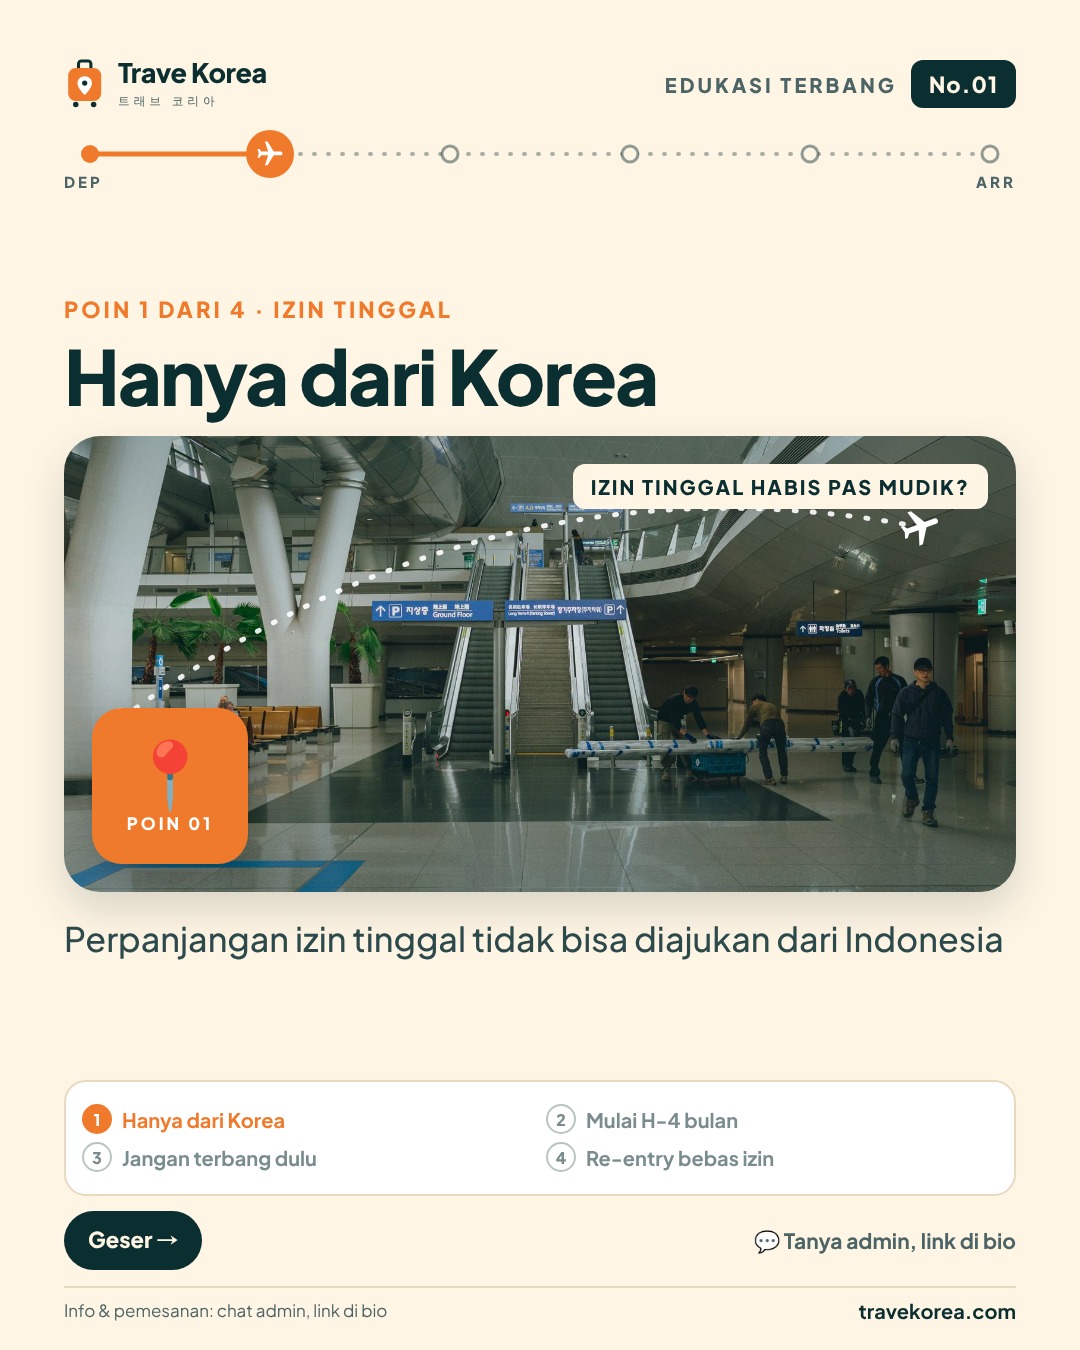 Trave Korea
트래브 코리아
EDUKASI TERBANG
No.01
DEP
ARR
POIN 1 DARI 4 · IZIN TINGGAL
Hanya dari Korea
IZIN TINGGAL HABIS PAS MUDIK?
↑ P 지상층 Ground Floor
P ↑
POIN 01
Perpanjangan izin tinggal tidak bisa diajukan dari Indonesia
1 Hanya dari Korea
2 Mulai H-4 bulan
3 Jangan terbang dulu
4 Re-entry bebas izin
Geser →
💬 Tanya admin, link di bio
Info & pemesanan: chat admin, link di bio
travekorea.com